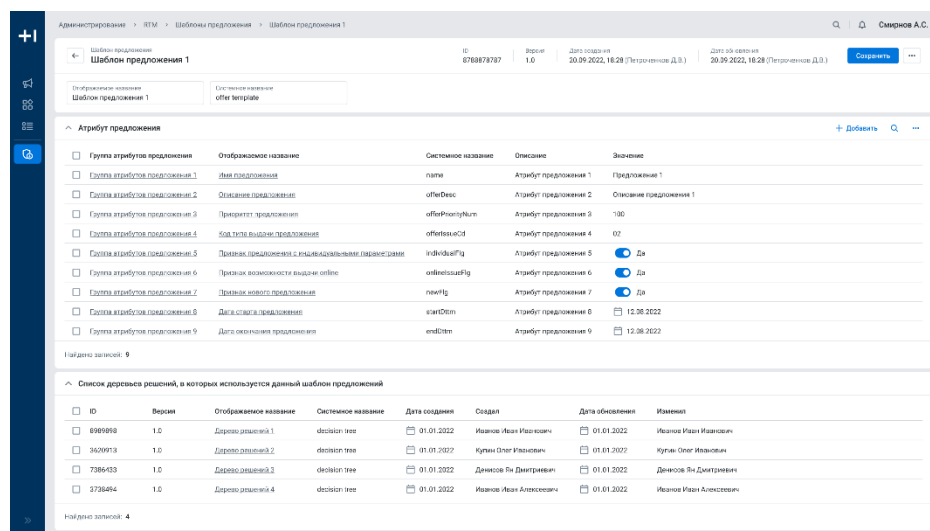 Администрирование > RTM > Шаблоны предложения > Шаблон предложения 1
Смирнов А.С.
Шаблон предложения
Шаблон предложения 1
ID
8788878787
Версия
1.0
Дата создания
20.09.2022, 18:28 (Петроченков Д.В.)
Дата обновления
20.09.2022, 18:28 (Петроченков Д.В.)
Сохранить
Отображаемое название
Шаблон предложения 1
Системное название
offer template
Атрибут предложения
Добавить
Группа атрибутов предложения Отображаемое название Системное название Описание Значение
Группа атрибутов предложения 1 Имя предложения name Атрибут предложения 1 Предложение 1
Группа атрибутов предложения 2 Описание предложения offerDesc Атрибут предложения 2 Описание предложения 1
Группа атрибутов предложения 3 Приоритет предложения offerPriorityNum Атрибут предложения 3 100
Группа атрибутов предложения 4 Код типа выдачи предложения offerIssueCd Атрибут предложения 4 02
Группа атрибутов предложения 5 Признак предложения с индивидуальными параметрами individualFlg Атрибут предложения 5 Да
Группа атрибутов предложения 6 Признак возможности выдачи online onlineIssueFlg Атрибут предложения 6 Да
Группа атрибутов предложения 7 Признак нового предложения newFlg Атрибут предложения 7 Да
Группа атрибутов предложения 8 Дата старта предложения startDttm Атрибут предложения 8 12.08.2022
Группа атрибутов предложения 9 Дата окончания предложения endDttm Атрибут предложения 9 12.08.2022
Найдено записей: 9
Список деревьев решений, в которых используется данный шаблон предложений
ID Версия Отображаемое название Системное название Дата создания Создал Дата обновления Изменил
8989898 1.0 Дерево решений 1 decision tree 01.01.2022 Иванов Иван Иванович 01.01.2022 Иванов Иван Иванович
3620913 1.0 Дерево решений 2 decision tree 01.01.2022 Купин Олег Иванович 01.01.2022 Купин Олег Иванович
7386433 1.0 Дерево решений 3 decision tree 01.01.2022 Денисов Ян Дмитриевич 01.01.2022 Денисов Ян Дмитриевич
3738494 1.0 Дерево решений 4 decision tree 01.01.2022 Иванов Иван Алексеевич 01.01.2022 Иванов Иван Алексеевич
Найдено записей: 4